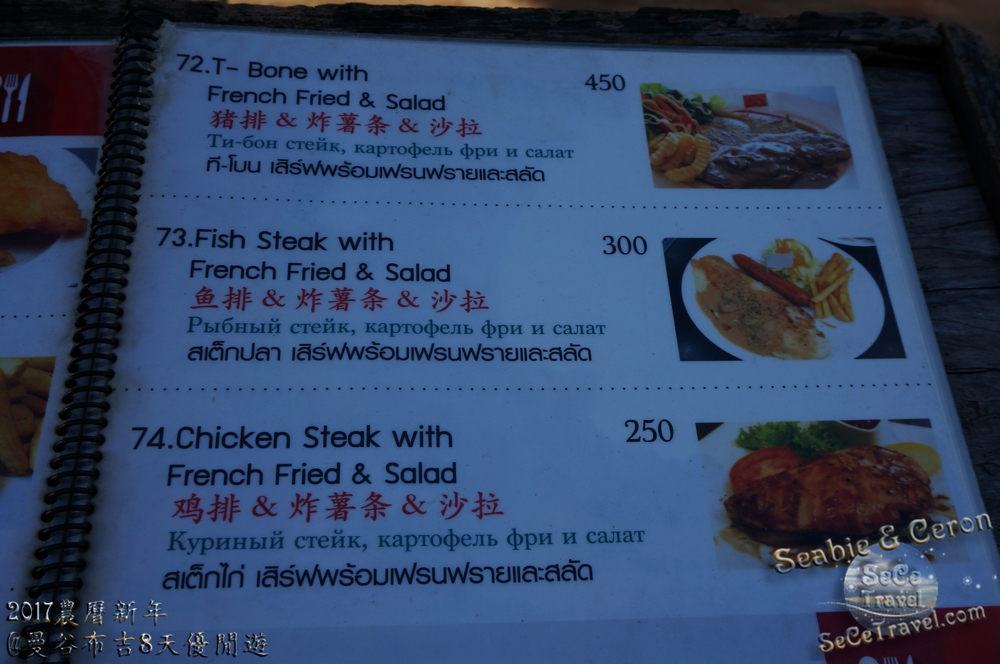 72.T- Bone with
450
French Fried & Salad
猪排 & 炸薯条 & 沙拉
Ти-бон стейк, картофель фри и салат
ที-โบน เสิร์ฟพร้อมเฟรนฟรายและสลัด
73.Fish Steak with
300
French Fried & Salad
鱼排 & 炸薯条 & 沙拉
Рыбный стейк, картофель фри и салат
สเต็กปลา เสิร์ฟพร้อมเฟรนฟรายและสลัด
74.Chicken Steak with
250
French Fried & Salad
鸡排 & 炸薯条 & 沙拉
Куриный стейк, картофель фри и салат
สเต็กไก่ เสิร์ฟพร้อมเฟรนฟรายและสลัด
Seabie & Ceron
SeCe
Travel
SeCeTravel.com
2017農曆新年
@曼谷布吉8天優閒遊